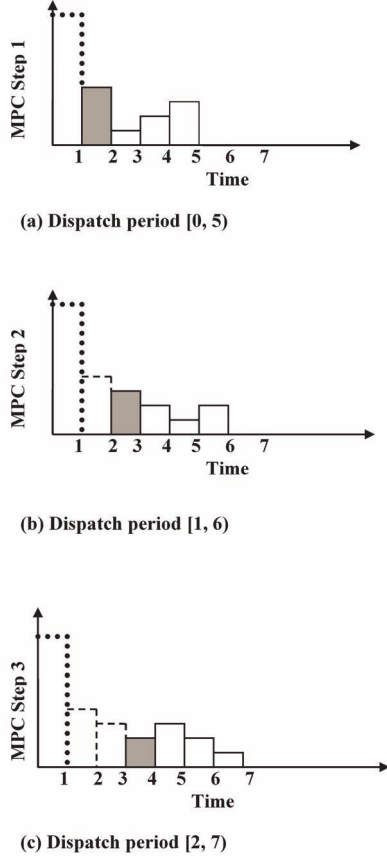 MPC Step 1
1 2 3 4 5 6 7
Time
(a) Dispatch period [0, 5)
MPC Step 2
1 2 3 4 5 6 7
Time
(b) Dispatch period [1, 6)
MPC Step 3
1 2 3 4 5 6 7
Time
(c) Dispatch period [2, 7)